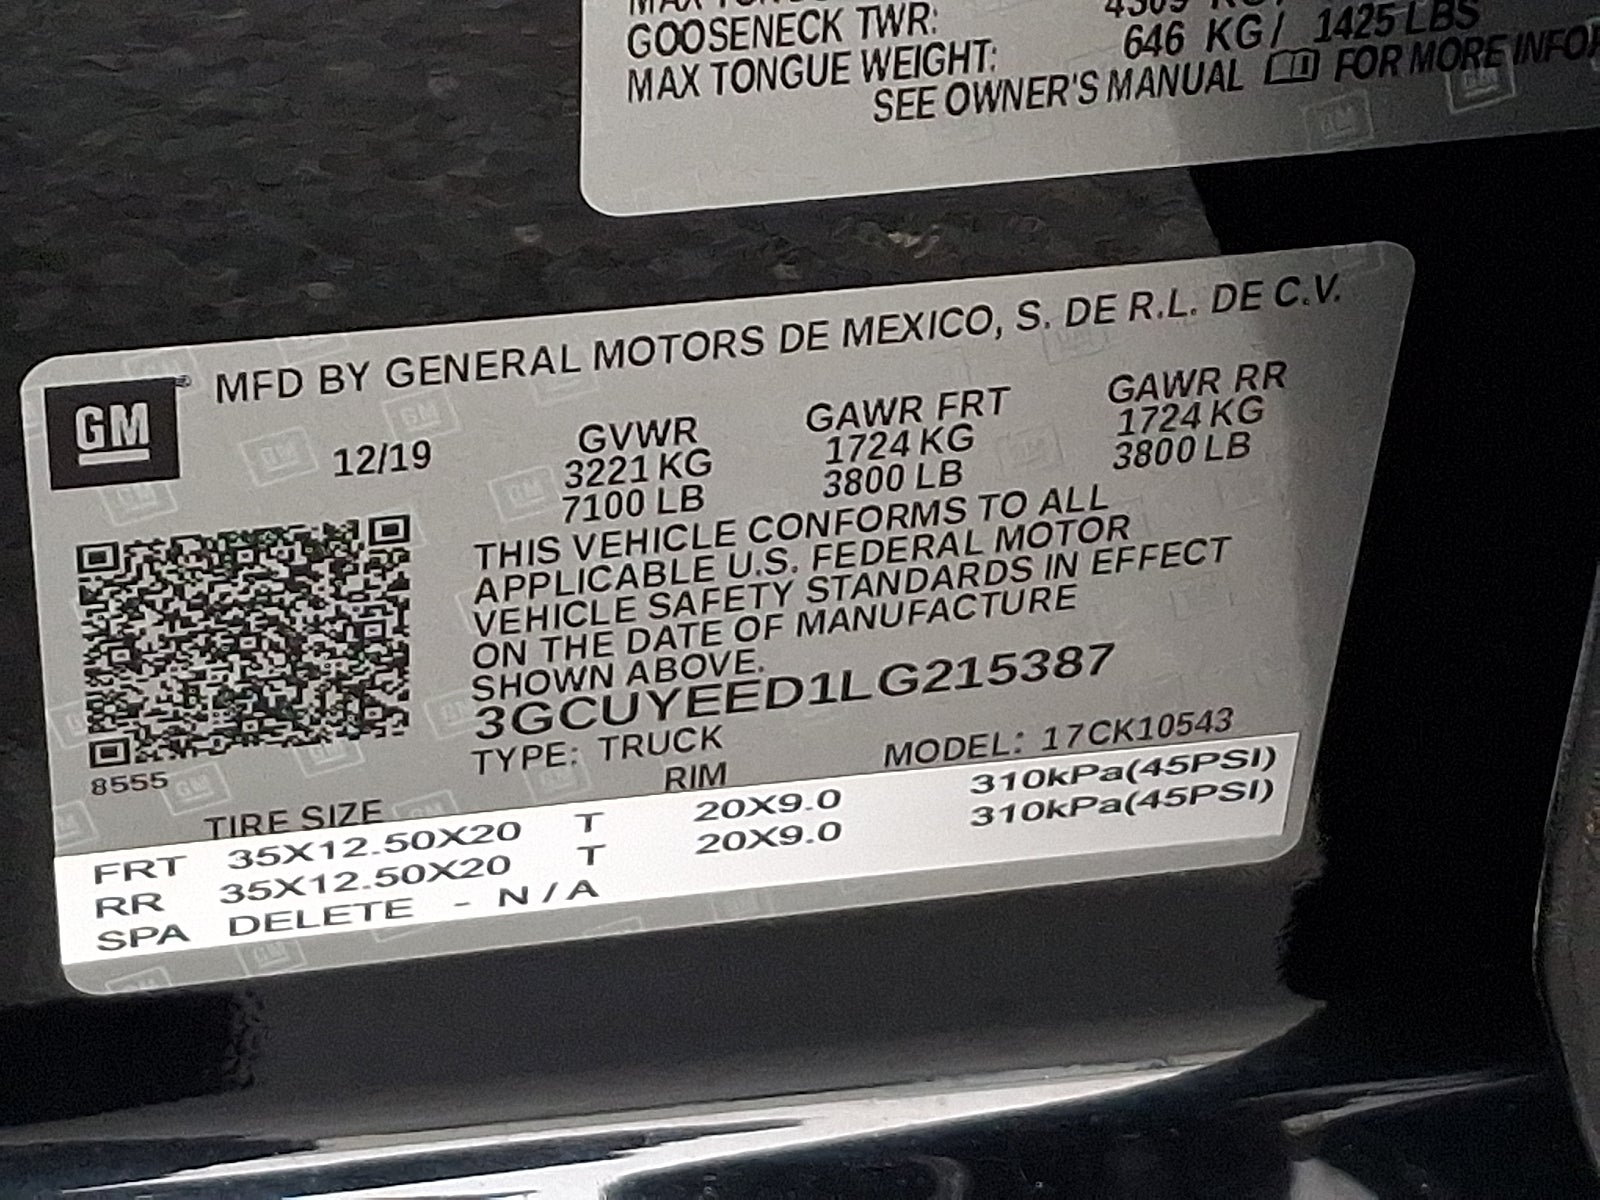 GOOSENECK TWR:
MAX TONGUE WEIGHT: 646 KG/ 1425 LBS
SEE OWNER'S MANUAL FOR MORE
GM
MFD BY GENERAL MOTORS DE MEXICO, S. DE R.L. DE C.V.
12/19
GVWR GAWR FRT GAWR RR
3221 KG 1724 KG 1724 KG
7100 LB 3800 LB 3800 LB
THIS VEHICLE CONFORMS TO ALL
APPLICABLE U.S. FEDERAL MOTOR
VEHICLE SAFETY STANDARDS IN EFFECT
ON THE DATE OF MANUFACTURE
SHOWN ABOVE.
3GCUYEED1LG215387
8555
TYPE: TRUCK MODEL: 17CK10543
TIRE SIZE RIM
FRT 35X12.50X20 T 20X9.0 310kPa(45PSI)
RR 35X12.50X20 T 20X9.0 310kPa(45PSI)
SPA DELETE - N/A